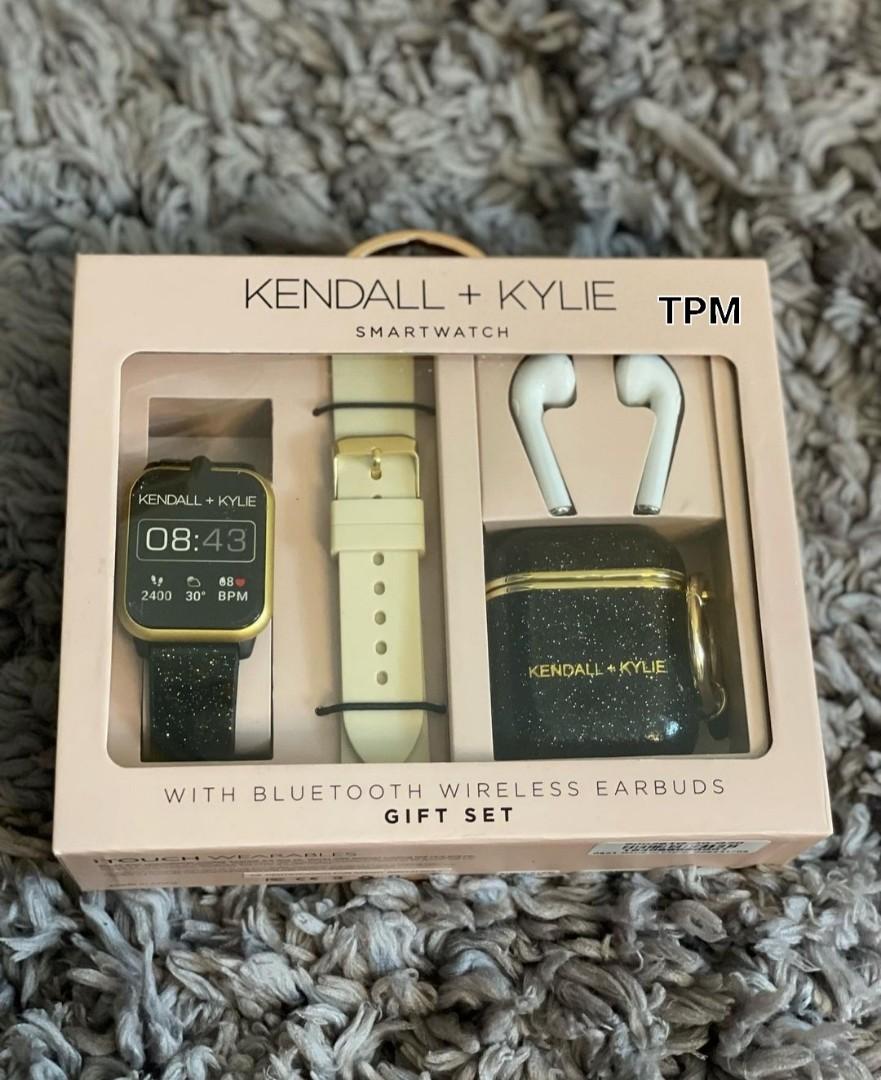 KENDALL + KYLIE
TPM
SMARTWATCH
KENDALL + KYLIE
08:43
2400 30° 68 BPM
KENDALL + KYLIE
WITH BLUETOOTH WIRELESS EARBUDS
GIFT SET
ITOUCH WEARABLES